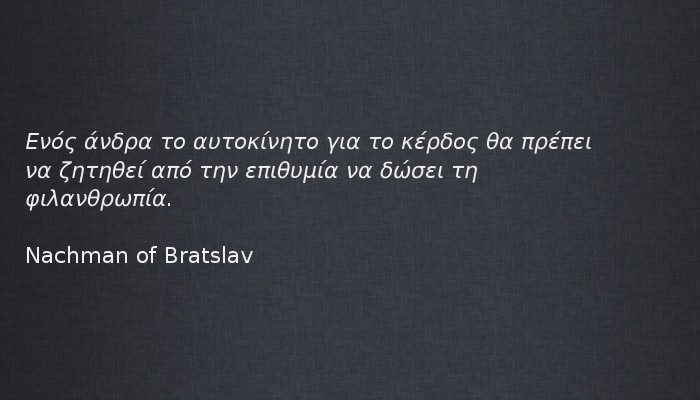 Ενός άνδρα το αυτοκίνητο για το κέρδος θα πρέπει
να ζητηθεί από την επιθυμία να δώσει τη
φιλανθρωπία.
Nachman of Bratslav